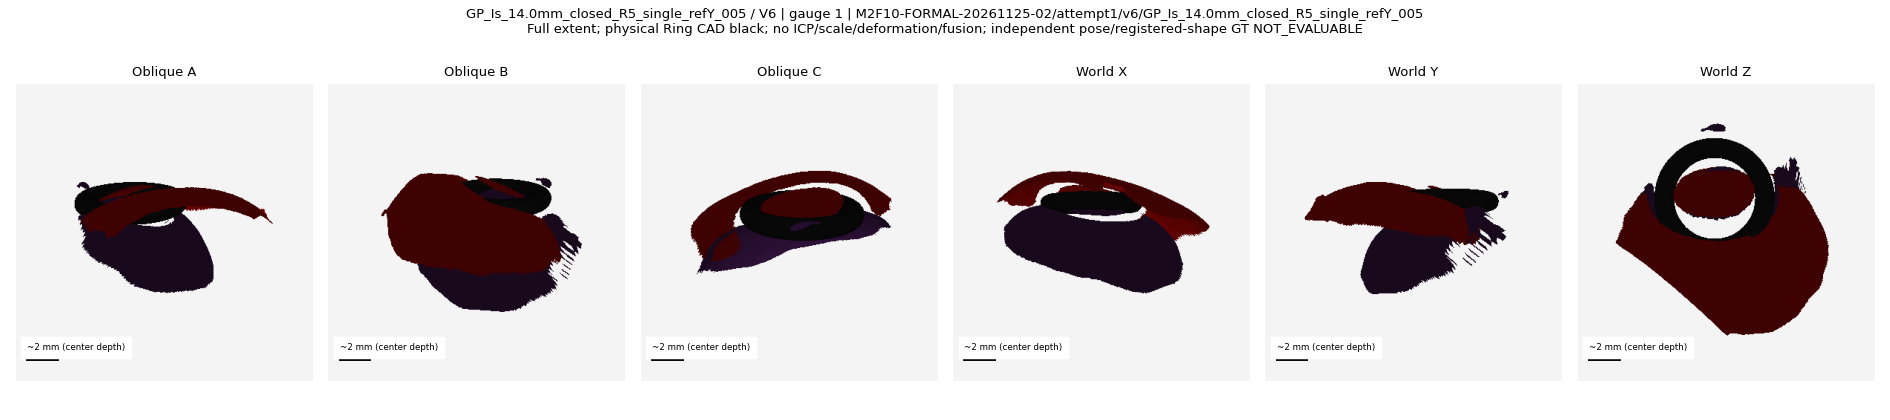 GP_Is_14.0mm_closed_R5_single_refY_005 / V6 | gauge 1 | M2F10-FORMAL-20261125-02/attempt1/v6/GP_Is_14.0mm_closed_R5_single_refY_005
Full extent; physical Ring CAD black; no ICP/scale/deformation/fusion; independent pose/registered-shape GT NOT_EVALUABLE
Oblique A
Oblique B
Oblique C
World X
World Y
World Z
~2 mm (center depth)
~2 mm (center depth)
~2 mm (center depth)
~2 mm (center depth)
~2 mm (center depth)
~2 mm (center depth)